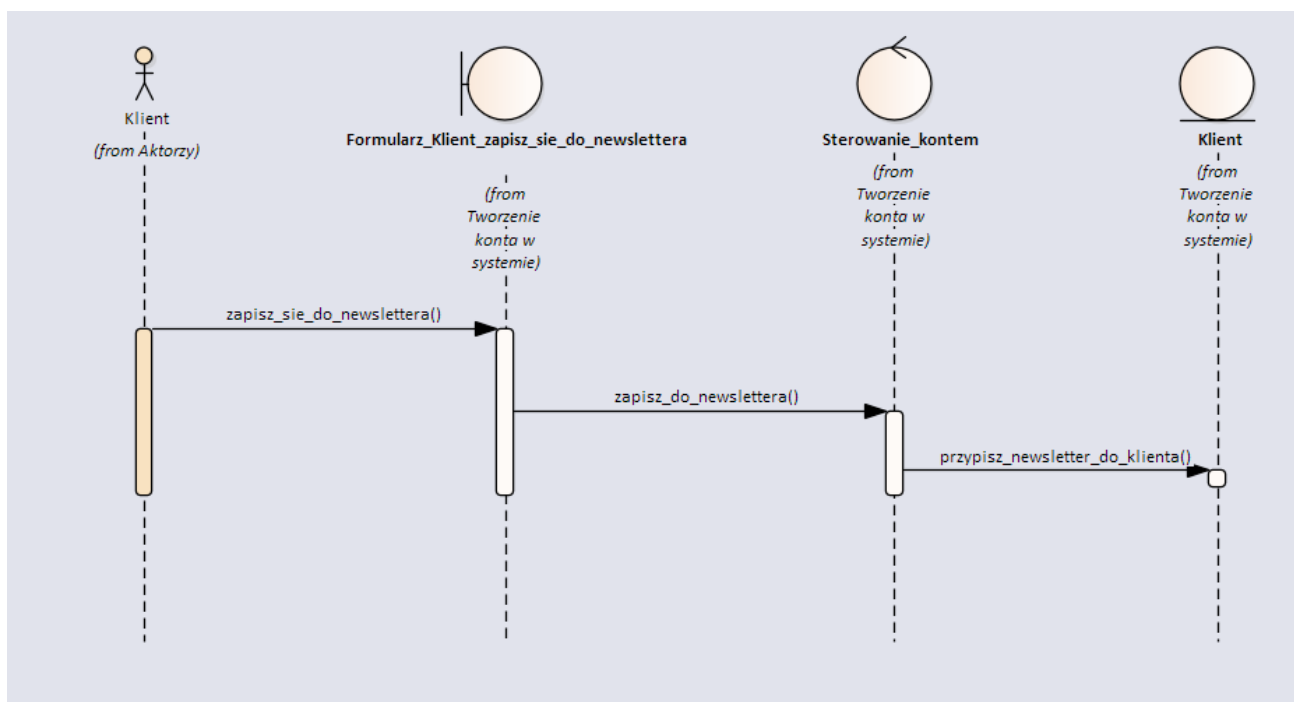 Klient
(from Aktorzy)
Formularz_Klient_zapisz_sie_do_newslettera
(from
Tworzenie
konta w
systemie)
Sterowanie_kontem
(from
Tworzenie
konta w
systemie)
Klient
(from
Tworzenie
konta w
systemie)
zapisz_sie_do_newslettera()
zapisz_do_newslettera()
przypisz_newsletter_do_klienta()